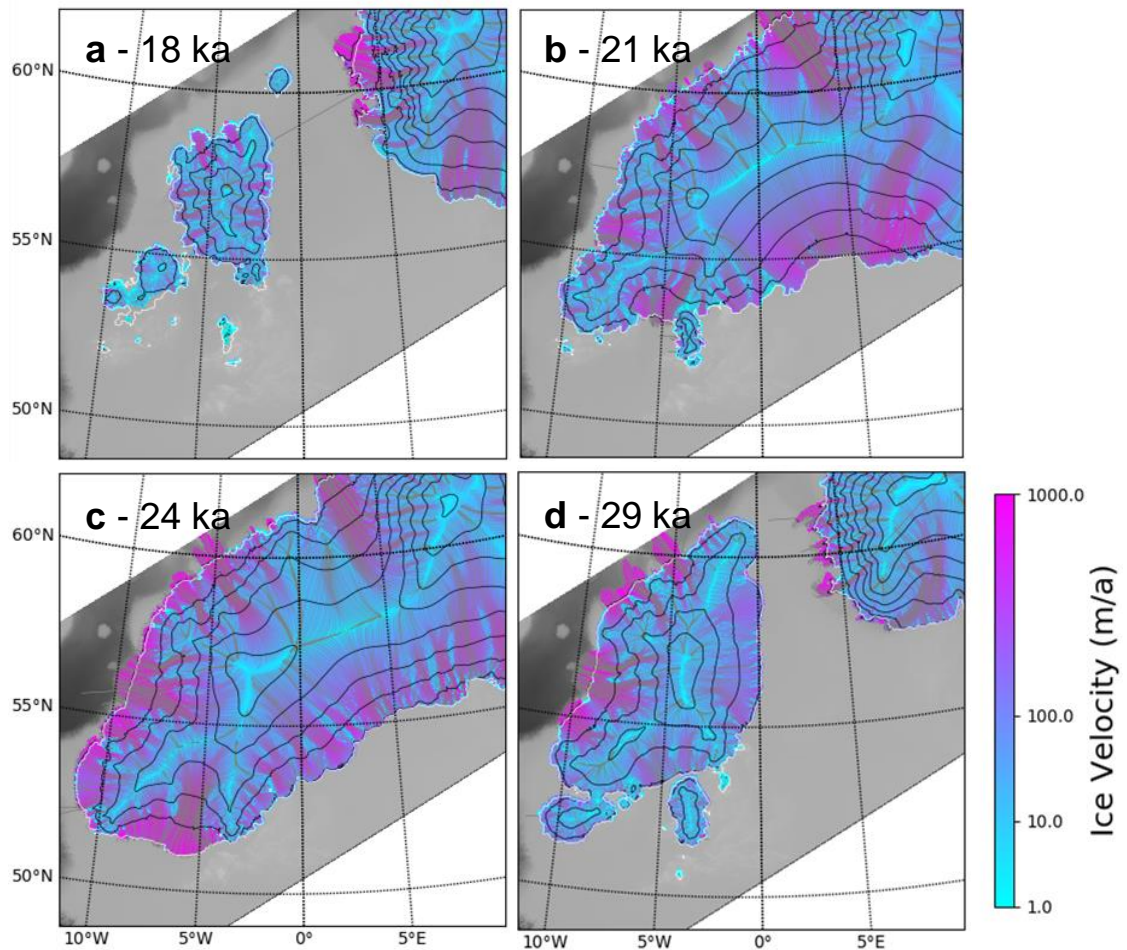 a - 18 ka
b - 21 ka
60°N
55°N
50°N
c - 24 ka
d - 29 ka
60°N
55°N
50°N
10°W 5°W 0° 5°E
10°W 5°W 0° 5°E
1000.0
100.0
10.0
1.0
Ice Velocity (m/a)